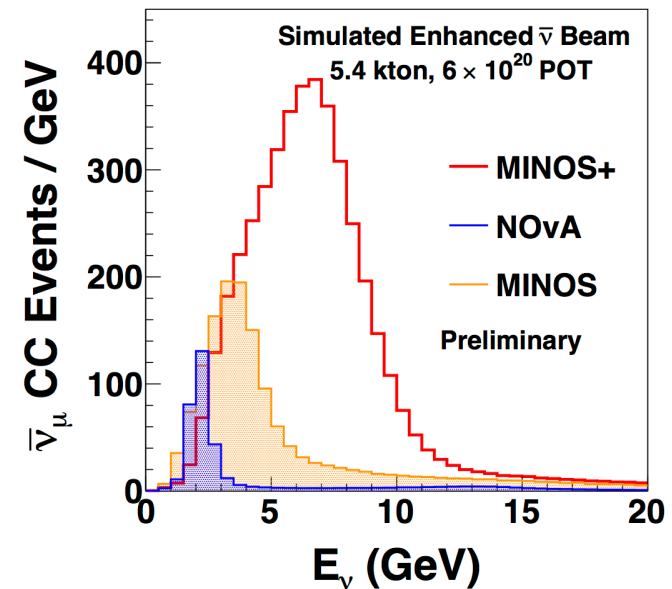 Simulated Enhanced ν̅ Beam
5.4 kton, 6 × 10²⁰ POT
400
300
200
100
0
ν̅μ CC Events / GeV
MINOS+
NOvA
MINOS
Preliminary
0 5 10 15 20
Eν (GeV)